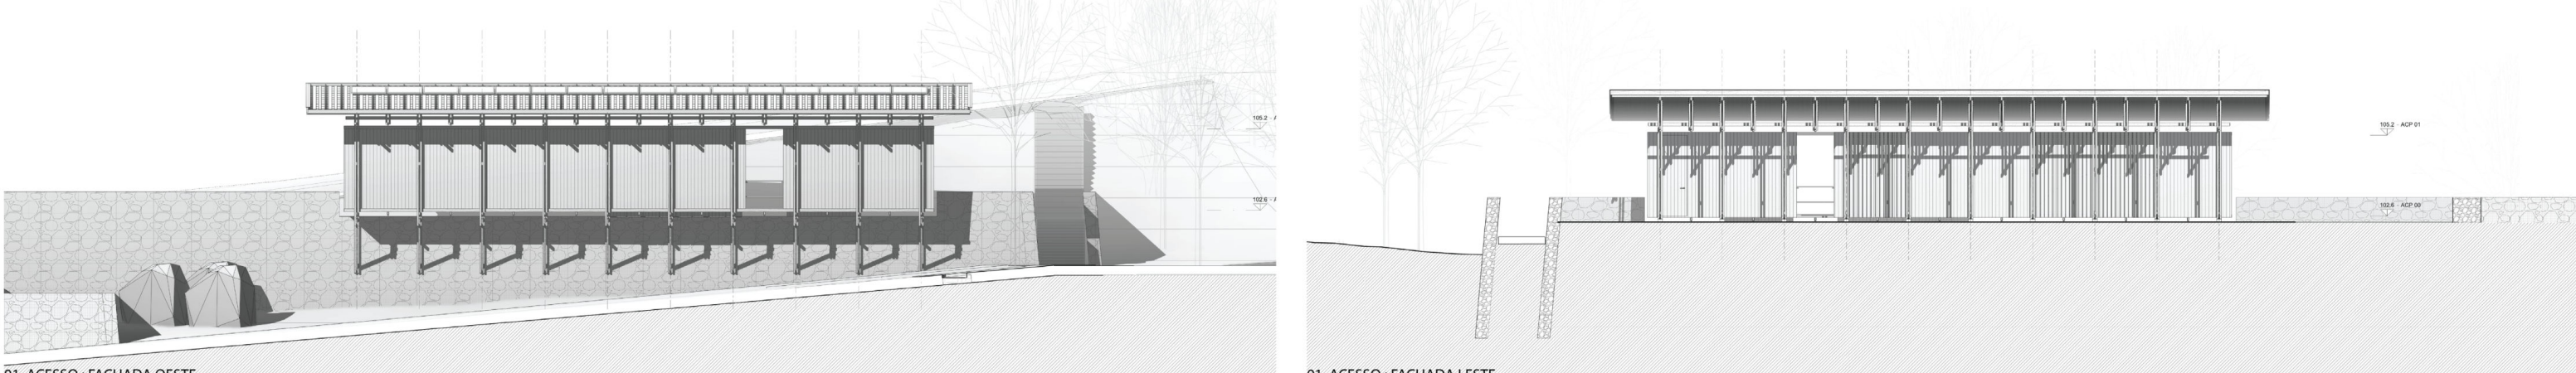 105.2 - A
102.6 - A
01. ACESSO : FACHADA OESTE
105.2 - ACP 01
102.6 - ACP 00
01. ACESSO : FACHADA LESTE